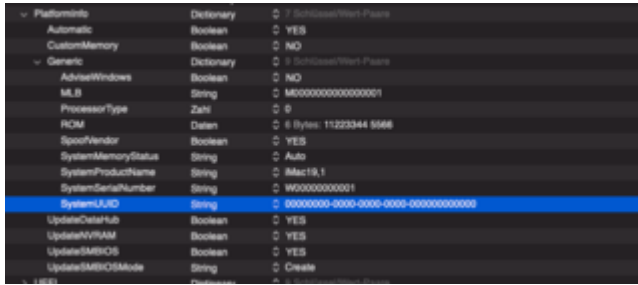 PlatformInfo Dictionary 7 Schlüssel/Wert-Paare
Automatic Boolean YES
CustomMemory Boolean NO
Generic Dictionary 9 Schlüssel/Wert-Paare
AdviseWindows Boolean NO
MLB String M0000000000000001
ProcessorType Zahl 0
ROM Daten 6 Bytes: 11223344 5566
SpoofVendor Boolean YES
SystemMemoryStatus String Auto
SystemProductName String iMac19,1
SystemSerialNumber String W00000000001
SystemUUID String 00000000-0000-0000-0000-000000000000
UpdateDataHub Boolean YES
UpdateNVRAM Boolean YES
UpdateSMBIOS Boolean YES
UpdateSMBIOSMode String Create
UEFI Dictionary Schlüssel/Wert-Paare